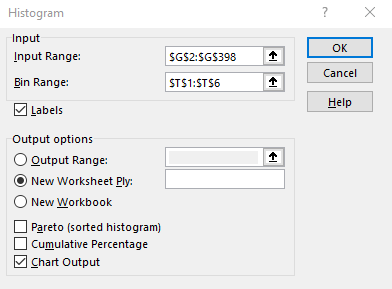 Histogram ? ×
Input
Input Range: $G$2:$G$398
Bin Range: $T$1:$T$6
Labels
OK
Cancel
Help
Output options
Output Range:
New Worksheet Ply:
New Workbook
Pareto (sorted histogram)
Cumulative Percentage
Chart Output